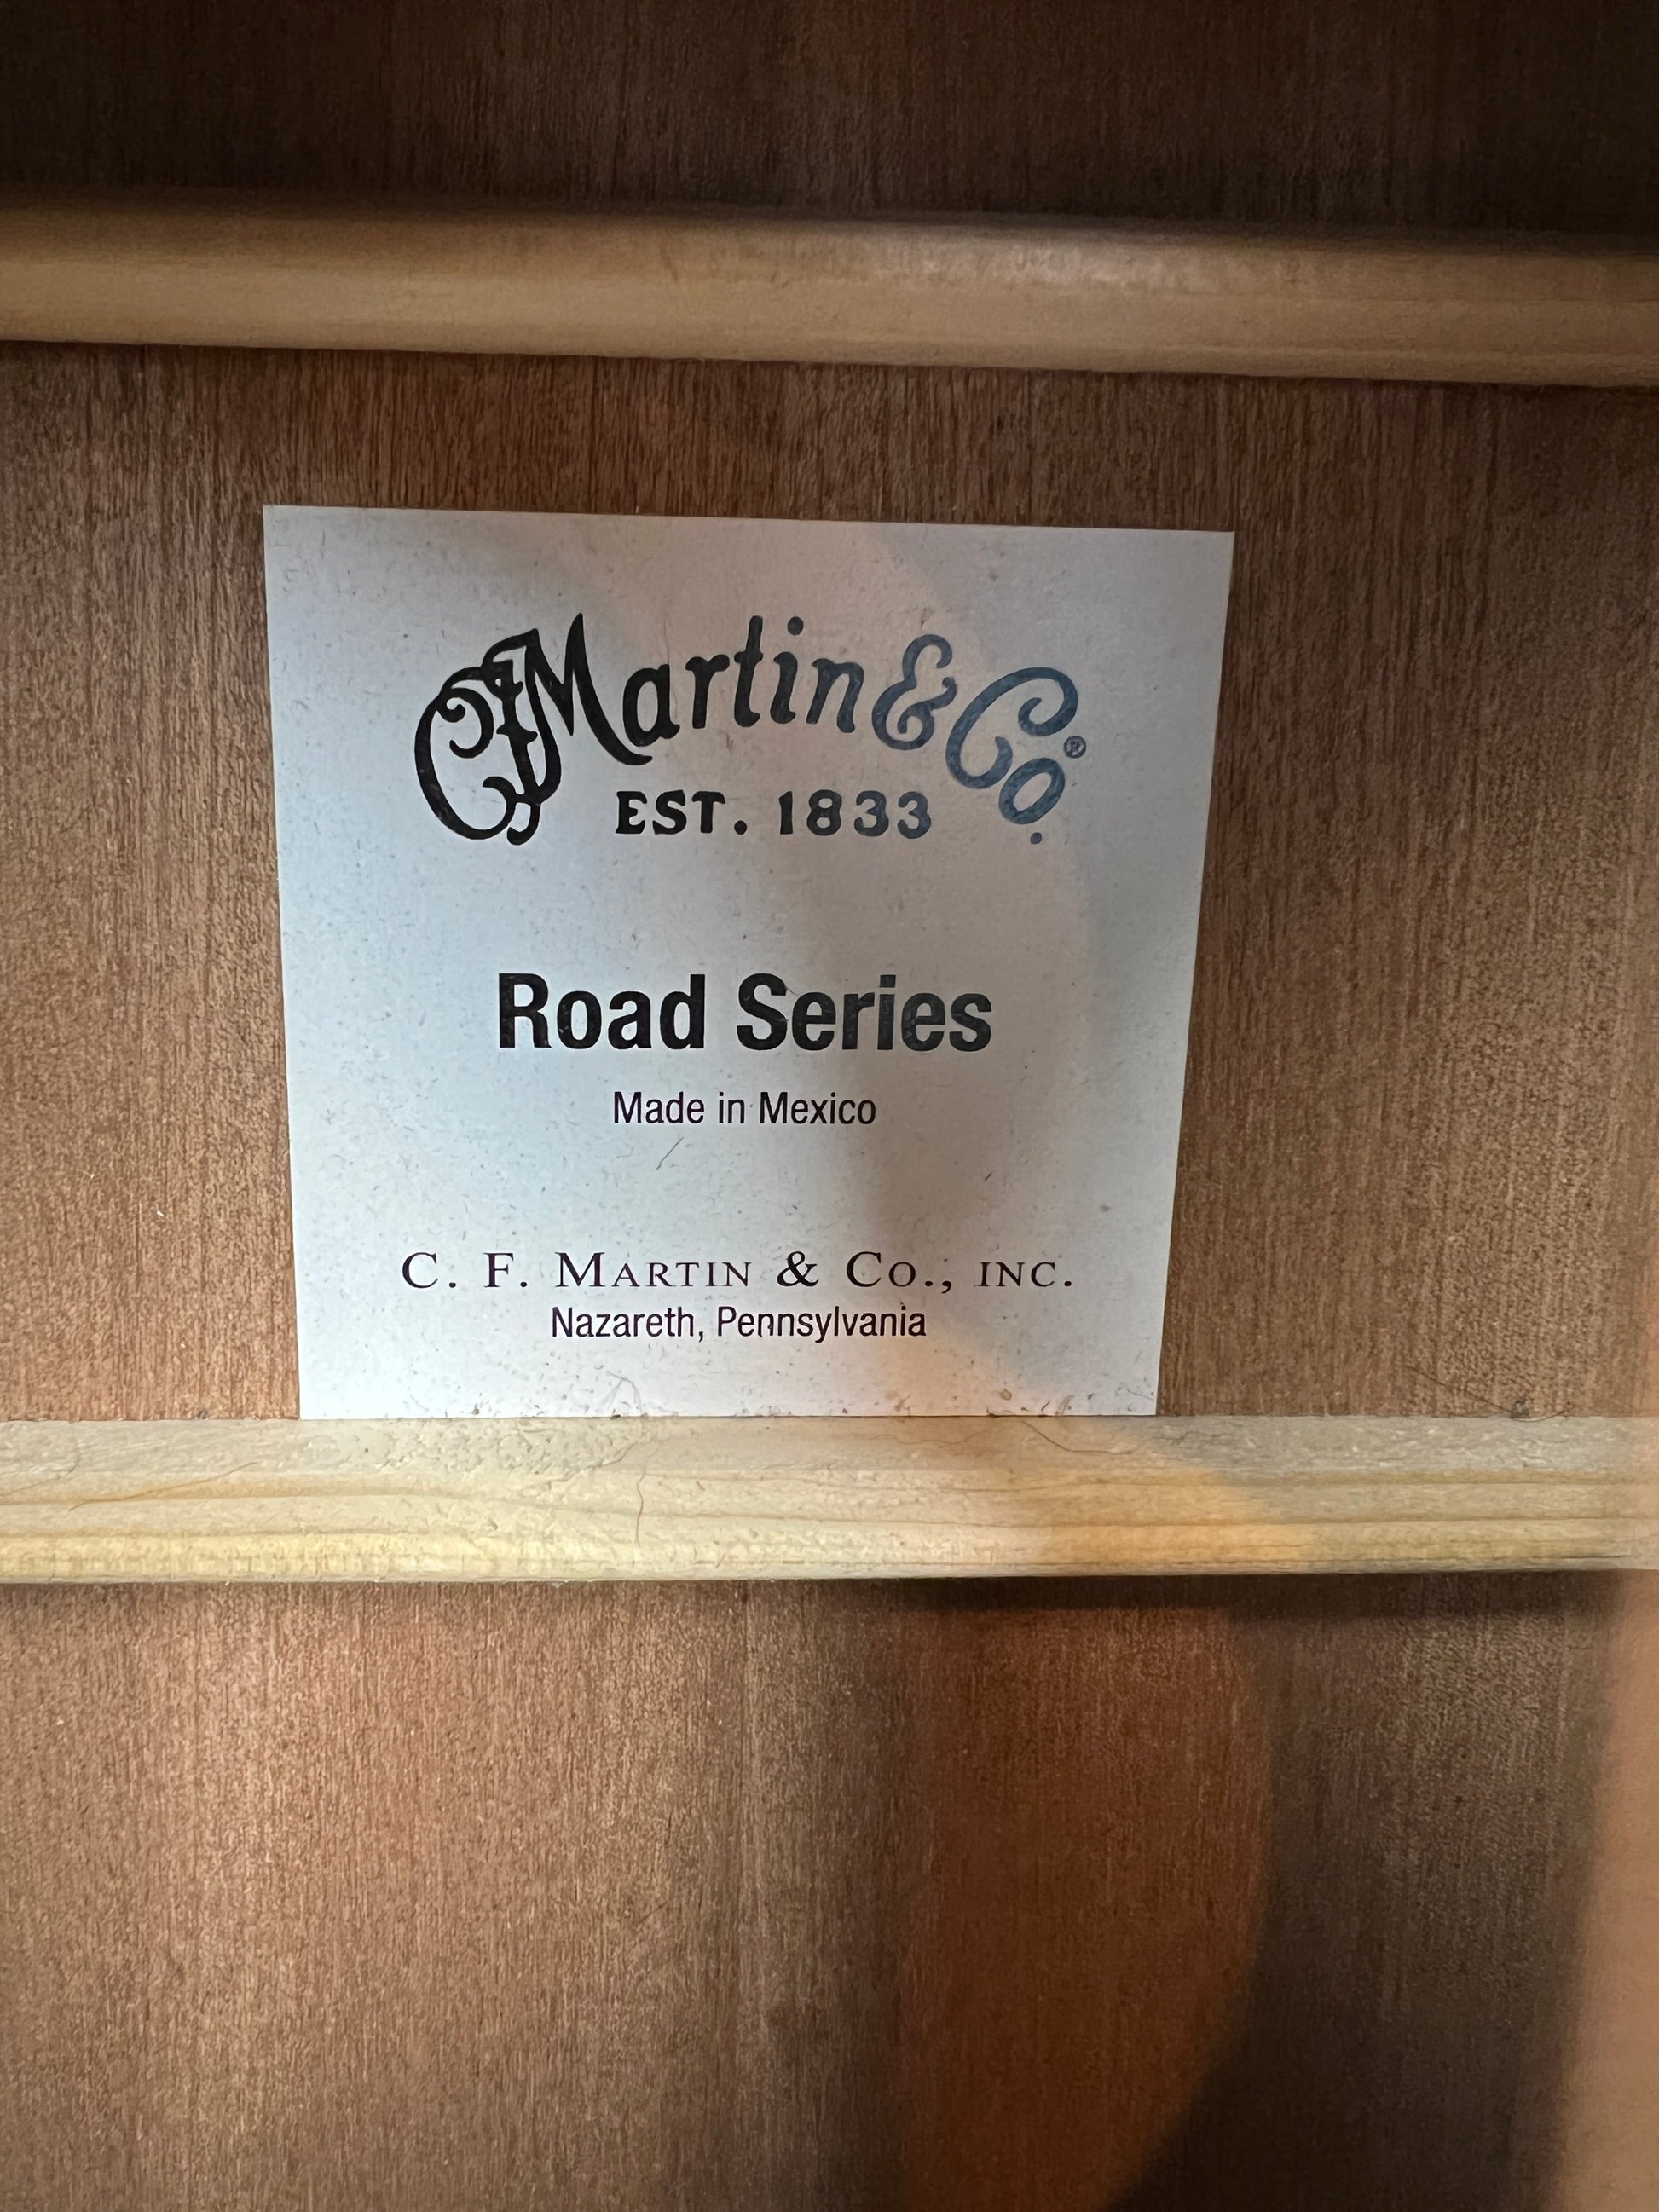 CFMartin & Co.®
EST. 1833
Road Series
Made in Mexico
C. F. MARTIN & CO., INC.
Nazareth, Pennsylvania